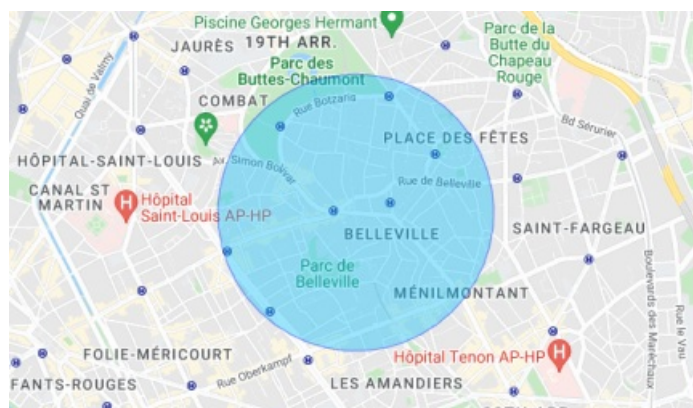 Piscine Georges Hermant
JAURÈS
19TH ARR.
Parc de la
Butte du
Chapeau
Rouge
Quai de Valmy
Parc des
Buttes-Chaumont
COMBAT
Rue Botzaris
Bd Sérurier
PLACE DES FÊTES
HÔPITAL-SAINT-LOUIS
Av. Simon Bolivar
Rue de Belleville
CANAL ST
MARTIN
Hôpital
Saint-Louis AP-HP
BELLEVILLE
SAINT-FARGEAU
Parc de
Belleville
MÉNILMONTANT
Boulevards des Maréchaux
Rue le Vau
FOLIE-MÉRICOURT
Hôpital Tenon AP-HP
Rue Oberkampf
FANTS-ROUGES
LES AMANDIERS